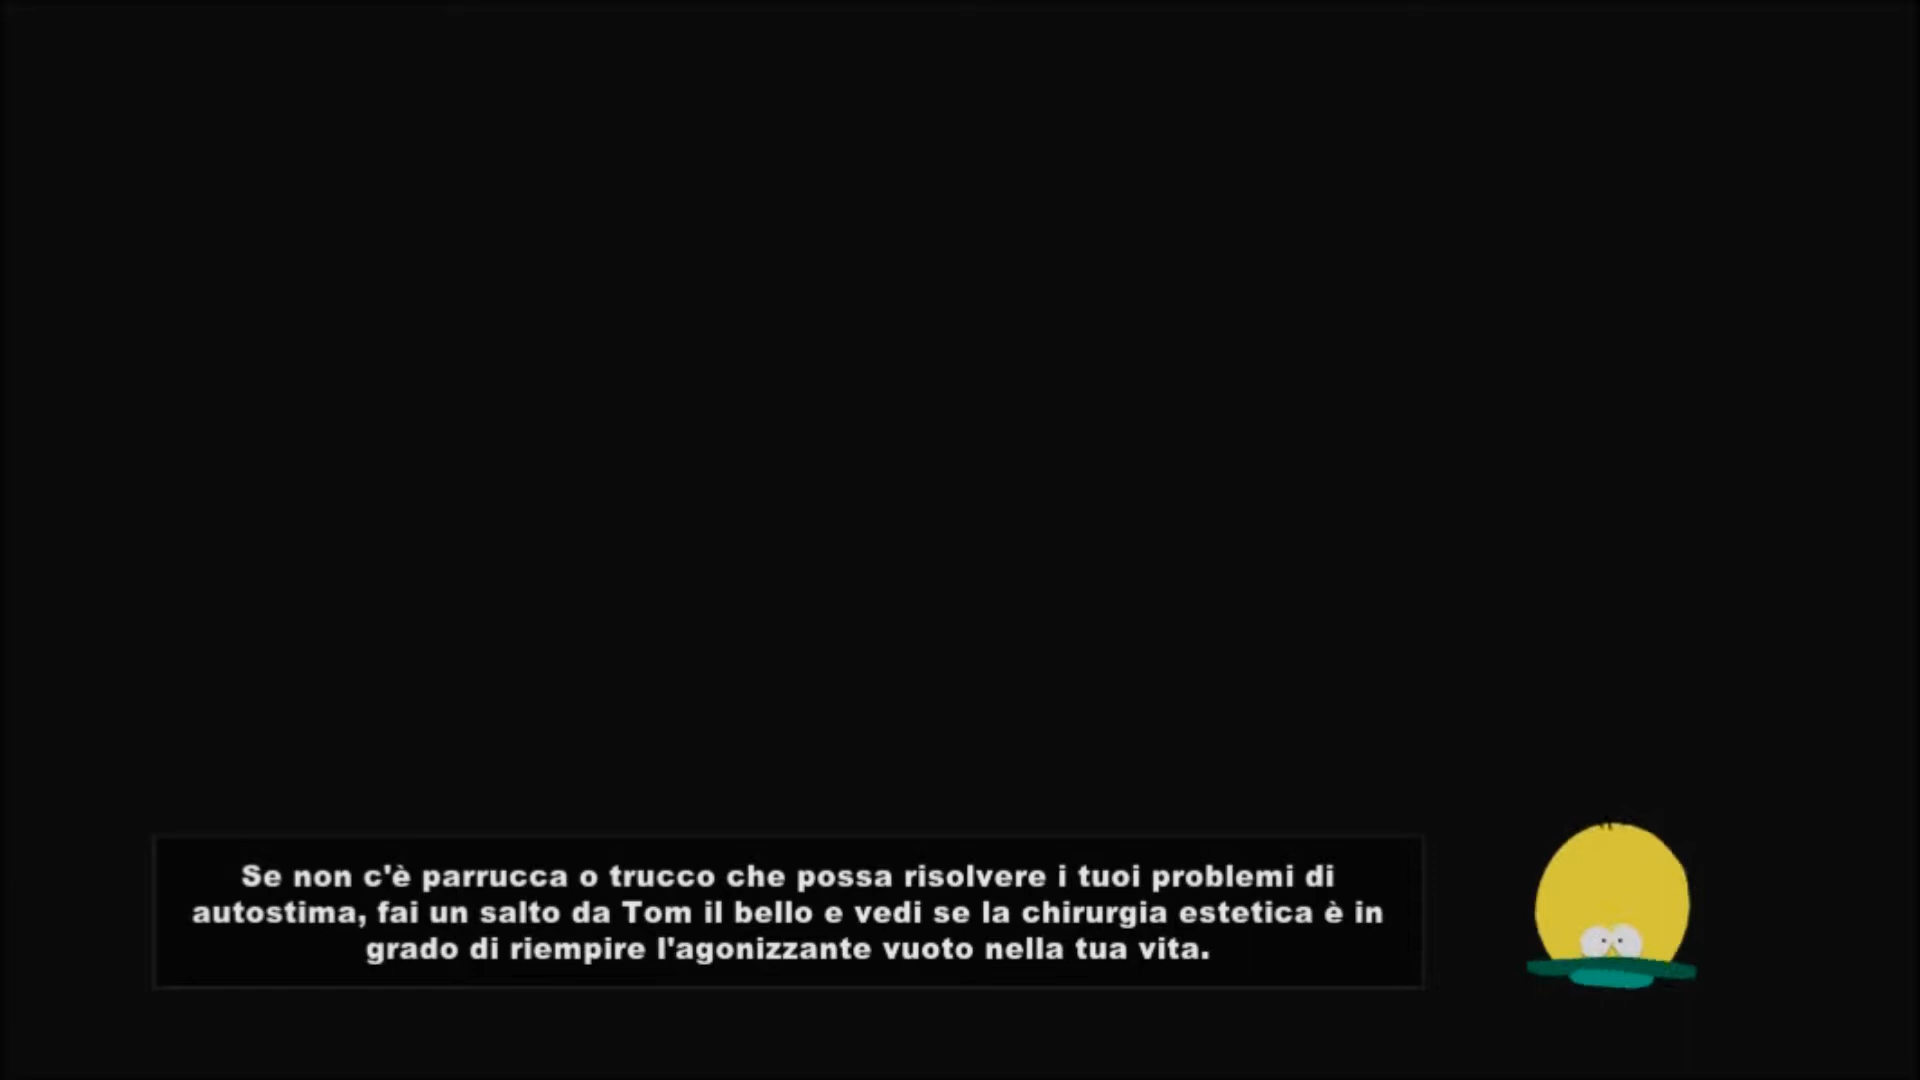 Se non c'è parrucca o trucco che possa risolvere i tuoi problemi di
autostima, fai un salto da Tom il bello e vedi se la chirurgia estetica è in
grado di riempire l'agonizzante vuoto nella tua vita.